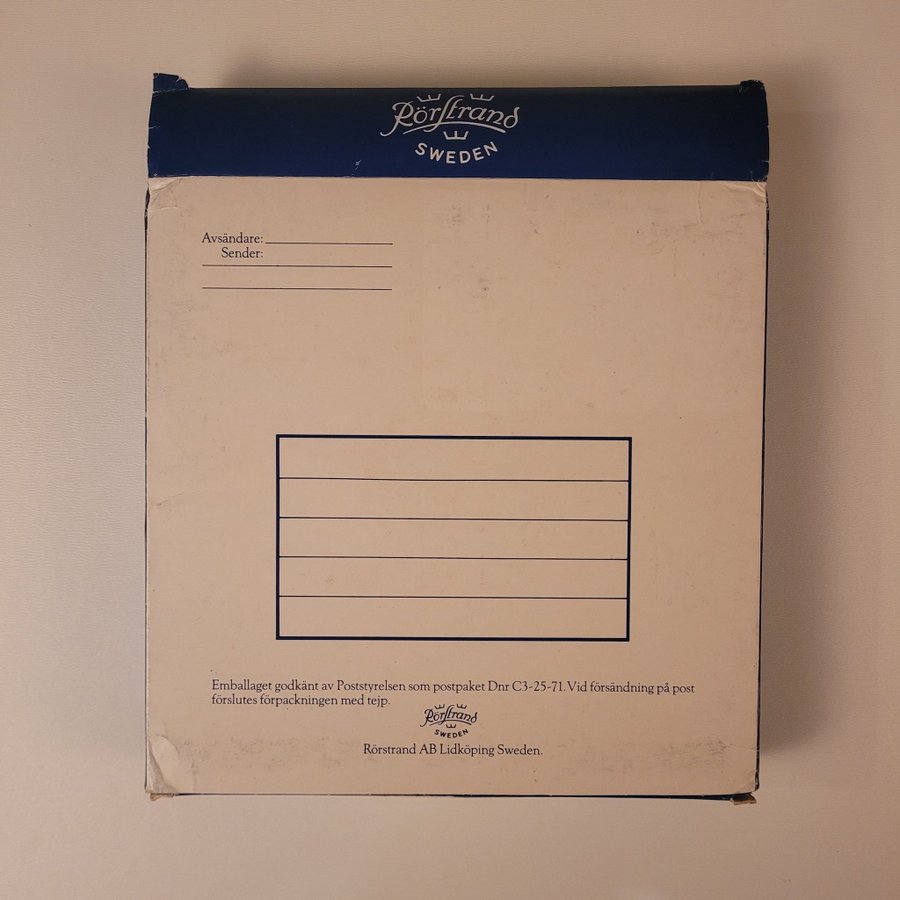 Rörstrand
SWEDEN
Avsändare:
Sender:
Emballaget godkänt av Poststyrelsen som postpaket Dnr C3-25-71. Vid försändning på post
förslutes förpackningen med tejp.
Rörstrand
SWEDEN
Rörstrand AB Lidköping Sweden.